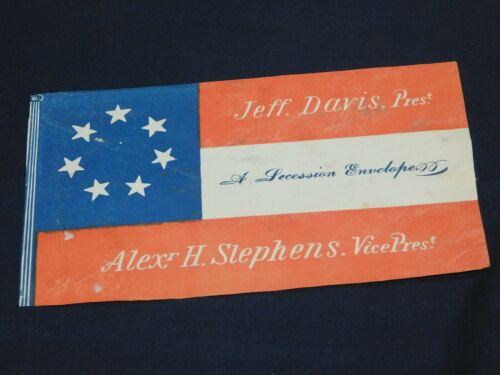 Jeff. Davis, Prest.
A Secession Envelope
Alexr H. Stephens. Vice Prest.